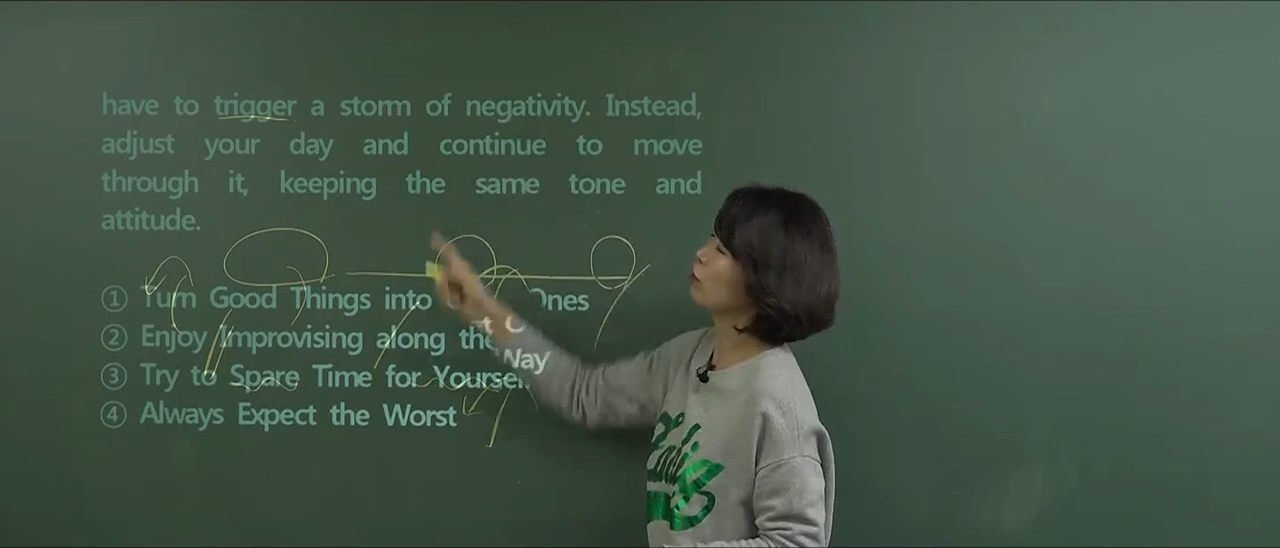 have to trigger a storm of negativity. Instead,
adjust your day and continue to move
through it, keeping the same tone and
attitude.
① Turn Good Things into Ones
② Enjoy Improvising along the Way
③ Try to Spare Time for Yourself
④ Always Expect the Worst